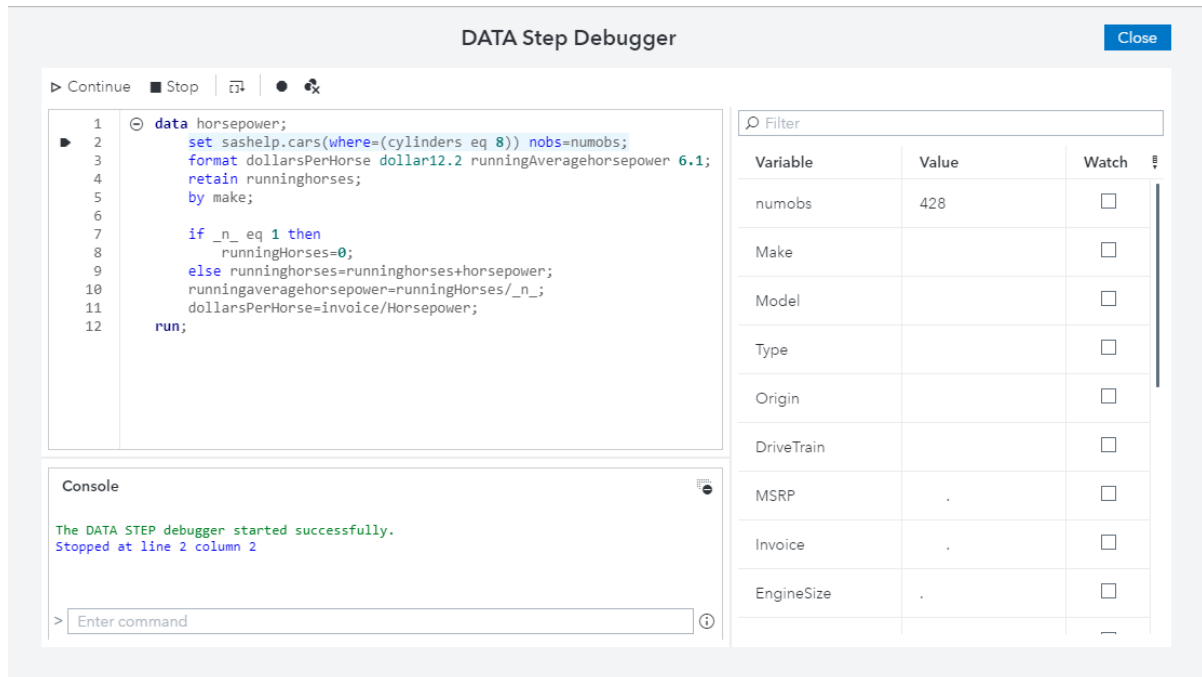 DATA Step Debugger
Close
Continue Stop
1 data horsepower;
2 set sashelp.cars(where=(cylinders eq 8)) nobs=numobs;
3 format dollarsPerHorse dollar12.2 runningAveragehorsepower 6.1;
4 retain runninghorses;
5 by make;
6
7 if _n_ eq 1 then
8 runningHorses=0;
9 else runninghorses=runninghorses+horsepower;
10 runningaveragehorsepower=runningHorses/_n_;
11 dollarsPerHorse=invoice/Horsepower;
12 run;
Console
The DATA STEP debugger started successfully.
Stopped at line 2 column 2
> Enter command
Filter
Variable Value Watch
numobs 428
Make
Model
Type
Origin
DriveTrain
MSRP .
Invoice .
EngineSize .